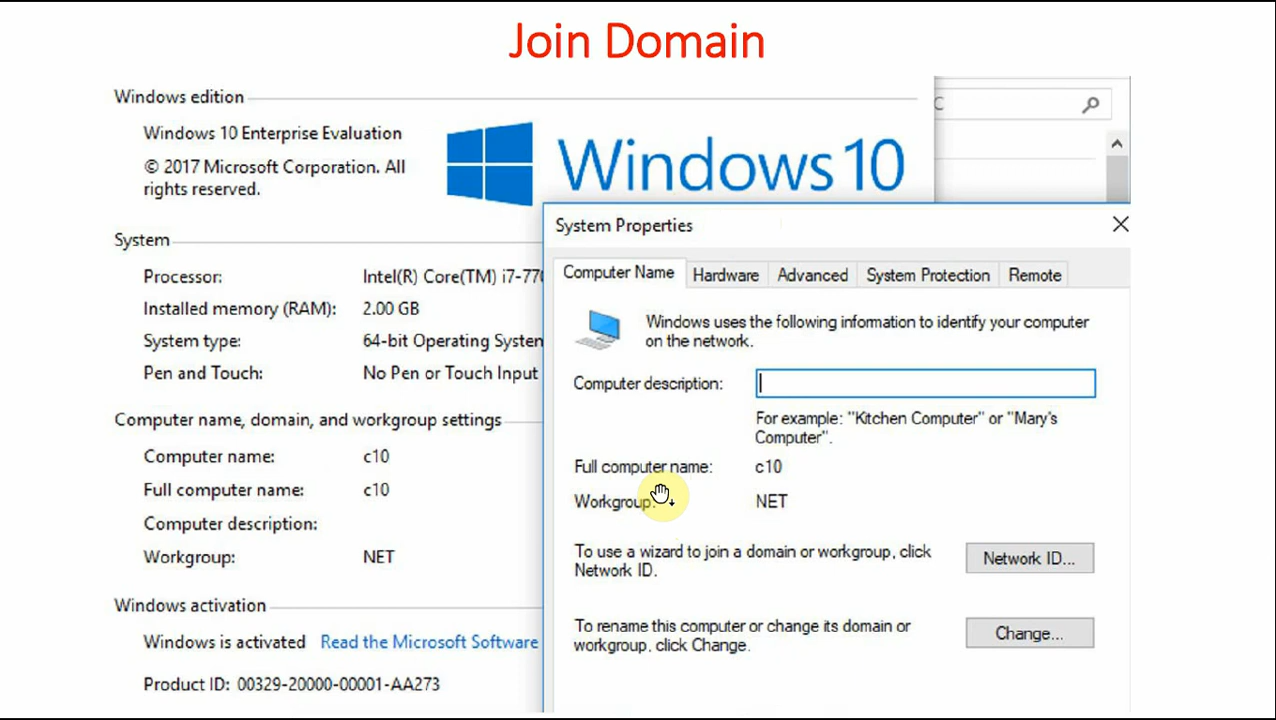 Join Domain
Windows edition
Windows 10 Enterprise Evaluation
© 2017 Microsoft Corporation. All
rights reserved.
Windows 10
C
System
Processor: Intel(R) Core(TM) i7-770
Installed memory (RAM): 2.00 GB
System type: 64-bit Operating System
Pen and Touch: No Pen or Touch Input
Computer name, domain, and workgroup settings
Computer name: c10
Full computer name: c10
Computer description:
Workgroup: NET
Windows activation
Windows is activated Read the Microsoft Software
Product ID: 00329-20000-00001-AA273
System Properties
Computer Name Hardware Advanced System Protection Remote
Windows uses the following information to identify your computer
on the network.
Computer description:
For example: "Kitchen Computer" or "Mary's
Computer".
Full computer name: c10
Workgroup: NET
To use a wizard to join a domain or workgroup, click
Network ID.
Network ID...
To rename this computer or change its domain or
workgroup, click Change.
Change...